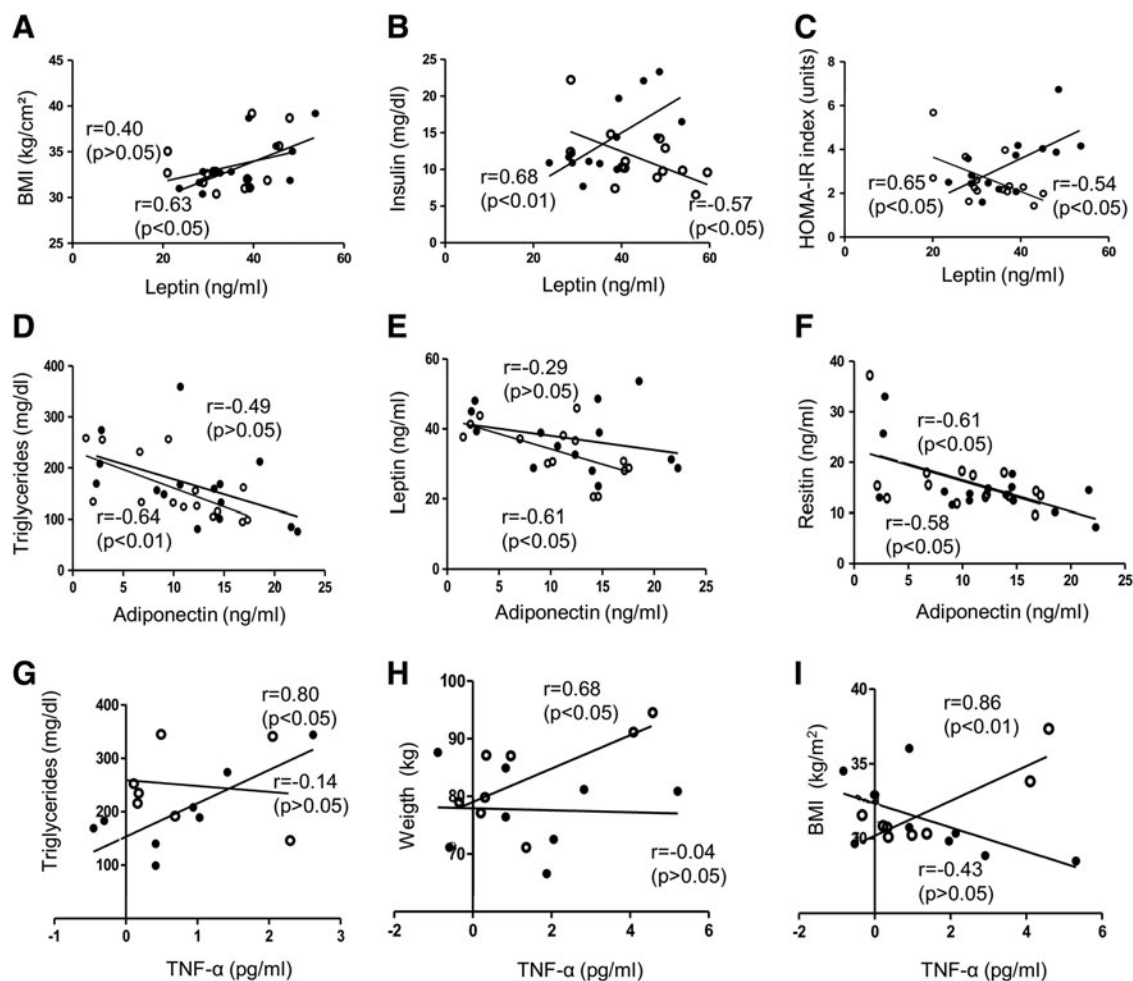 A
BMI (kg/cm²)
45
40
35
30
25
0
20
40
60
Leptin (ng/ml)
r=0.40
(p>0.05)
r=0.63
(p<0.05)
B
Insulin (mg/dl)
25
20
15
10
5
0
0
20
40
60
Leptin (ng/ml)
r=0.68
(p<0.01)
r=-0.57
(p<0.05)
C
HOMA-IR index (units)
8
6
4
2
0
0
20
40
60
Leptin (ng/ml)
r=0.65
(p<0.05)
r=-0.54
(p<0.05)
D
Triglycerides (mg/dl)
400
300
200
100
0
0
5
10
15
20
25
Adiponectin (ng/ml)
r=-0.49
(p>0.05)
r=-0.64
(p<0.01)
E
Leptin (ng/ml)
60
40
20
0
0
5
10
15
20
25
Adiponectin (ng/ml)
r=-0.29
(p>0.05)
r=-0.61
(p<0.05)
F
Resitin (ng/ml)
40
30
20
10
0
0
5
10
15
20
25
Adiponectin (ng/ml)
r=-0.61
(p<0.05)
r=-0.58
(p<0.05)
G
Triglycerides (mg/dl)
400
300
200
100
-1
0
1
2
3
TNF-α (pg/ml)
r=0.80
(p<0.05)
r=-0.14
(p>0.05)
H
Weigth (kg)
100
90
80
70
-2
0
2
4
6
TNF-α (pg/ml)
r=0.68
(p<0.05)
r=-0.04
(p>0.05)
I
BMI (kg/m²)
40
35
30
-2
0
2
4
6
TNF-α (pg/ml)
r=0.86
(p<0.01)
r=-0.43
(p>0.05)